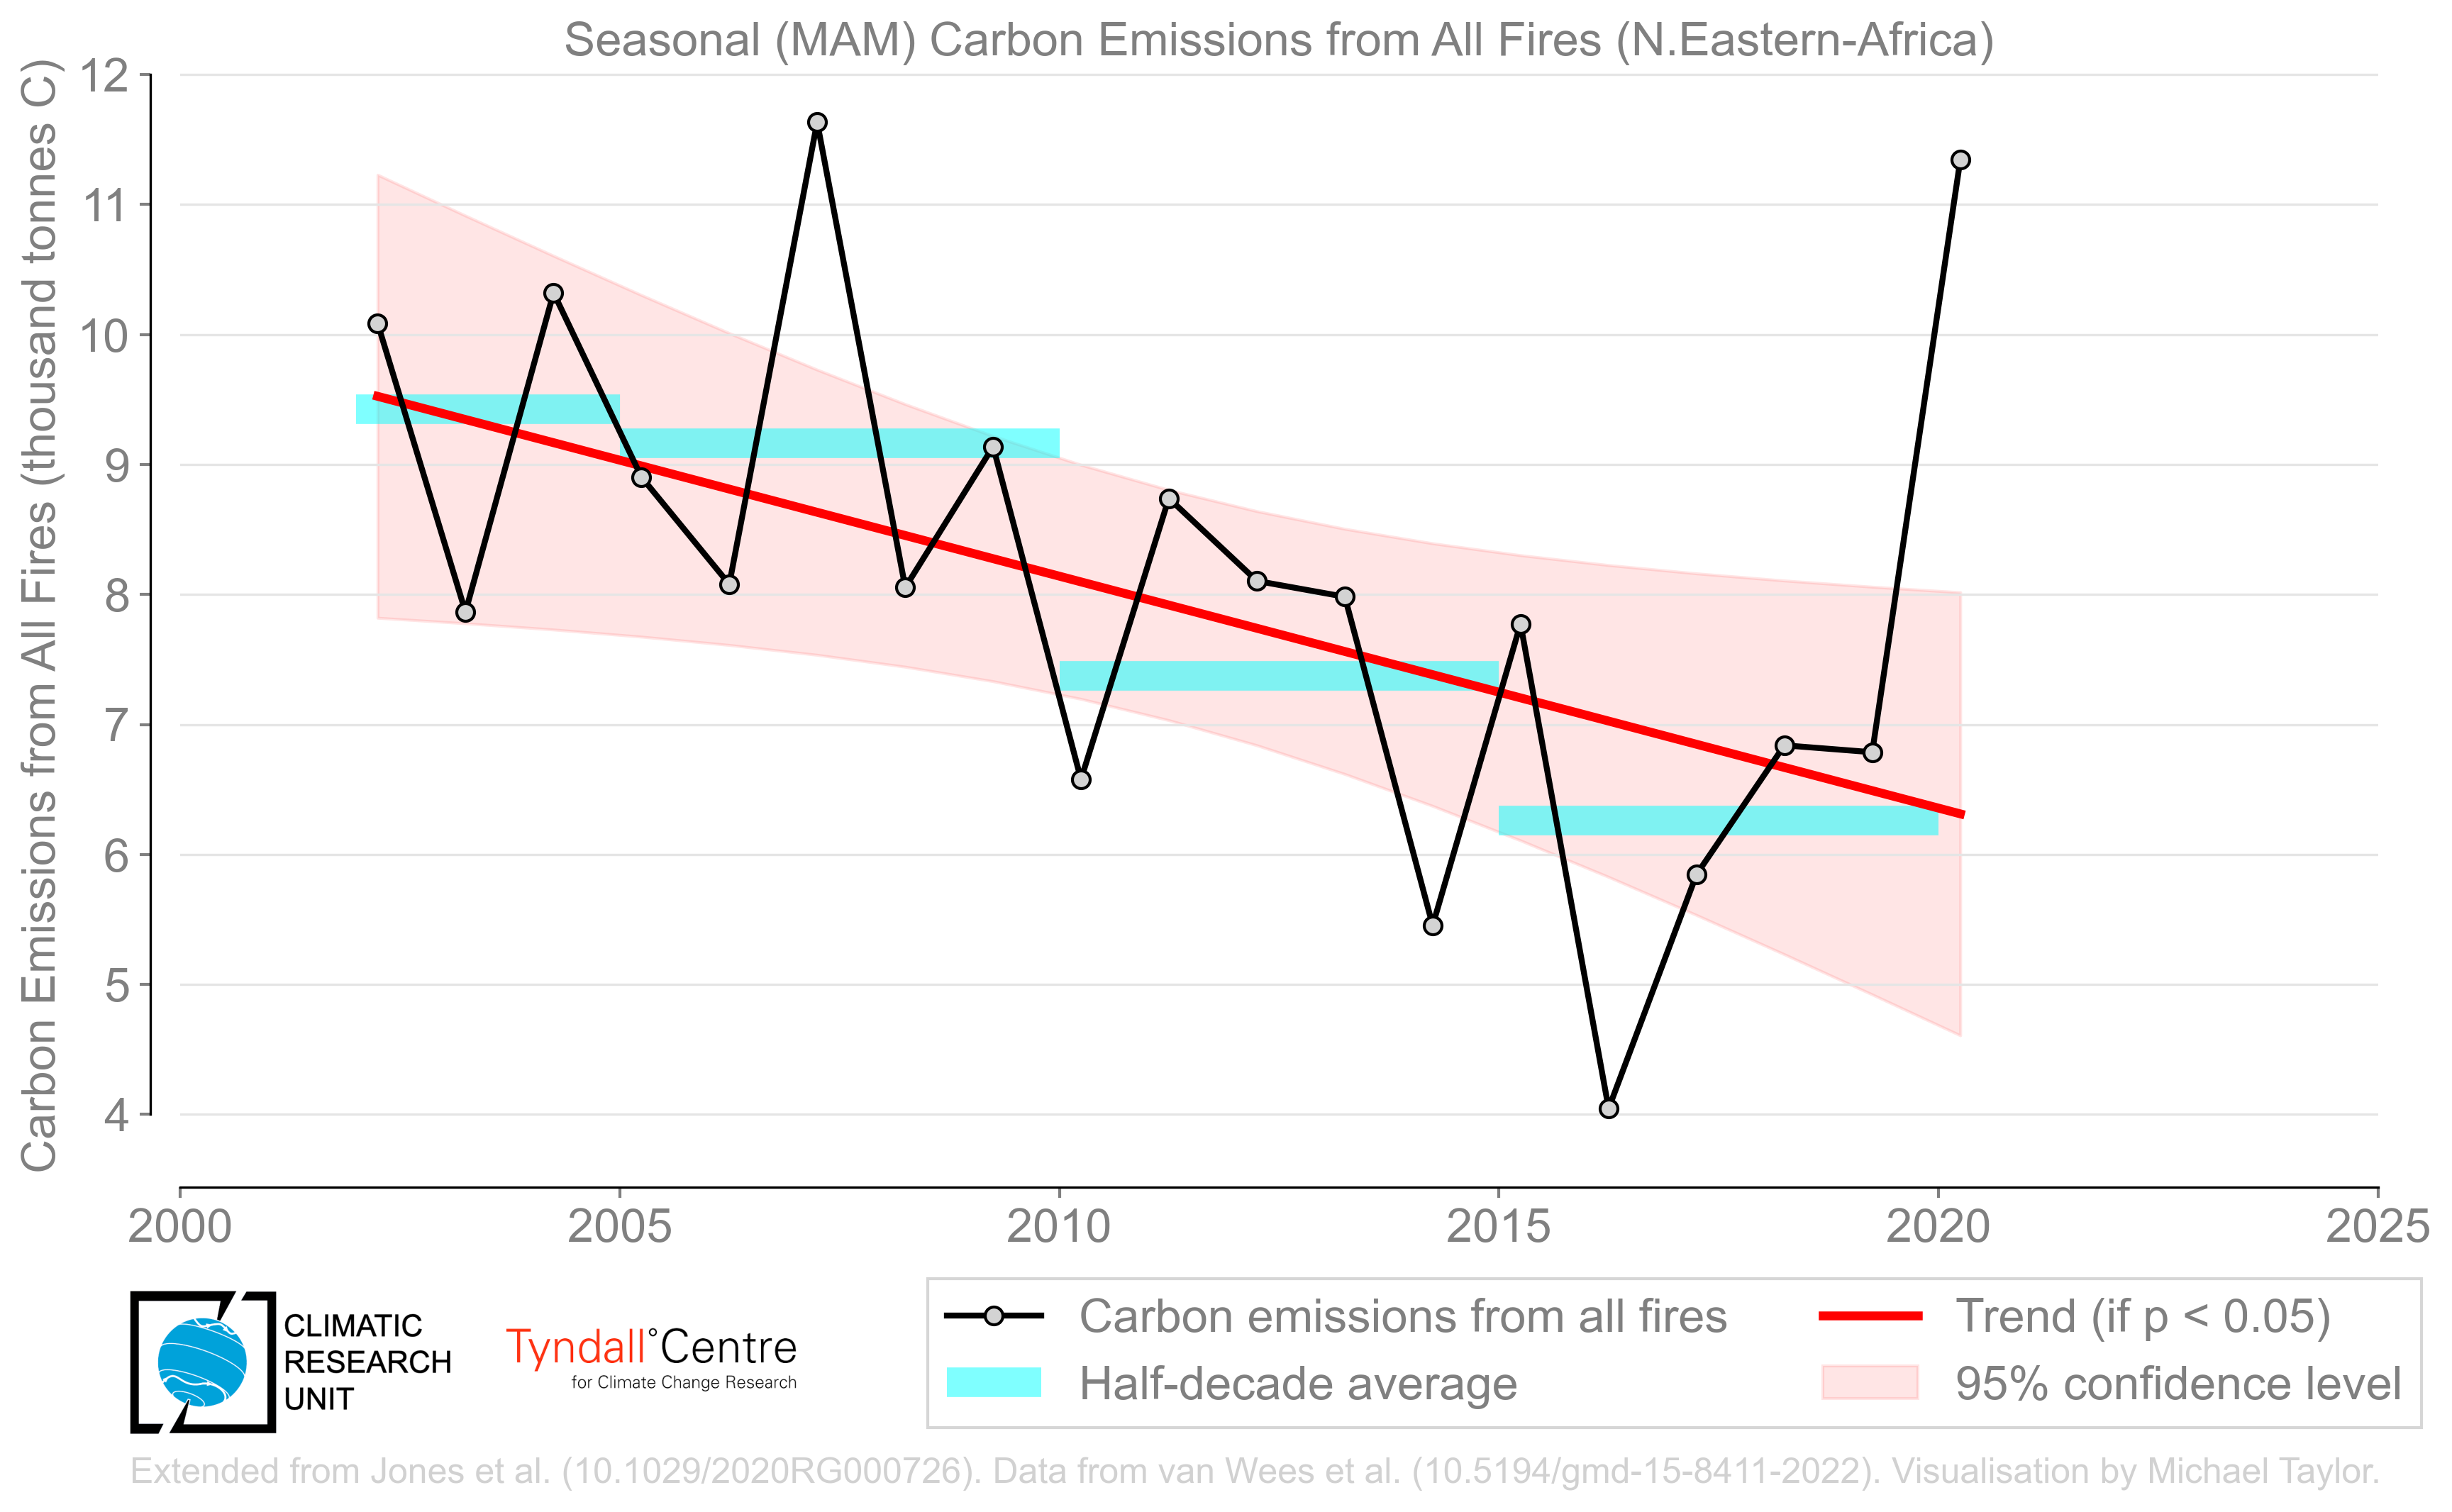 Seasonal (MAM) Carbon Emissions from All Fires (N.Eastern-Africa)
Carbon Emissions from All Fires (thousand tonnes C)
12
11
10
9
8
7
6
5
4
2000 2005 2010 2015 2020 2025
CLIMATIC
RESEARCH
UNIT
Tyndall°Centre
for Climate Change Research
Carbon emissions from all fires
Half-decade average
Trend (if p < 0.05)
95% confidence level
Extended from Jones et al. (10.1029/2020RG000726). Data from van Wees et al. (10.5194/gmd-15-8411-2022). Visualisation by Michael Taylor.